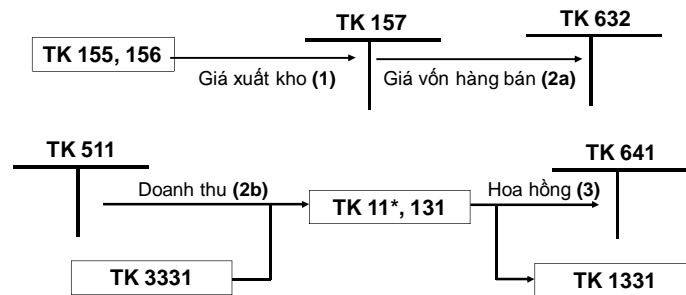 TK 157
TK 632
TK 155, 156
Giá xuất kho (1)
Giá vốn hàng bán (2a)
TK 511
TK 641
Doanh thu (2b)
TK 11*, 131
Hoa hồng (3)
TK 3331
TK 1331